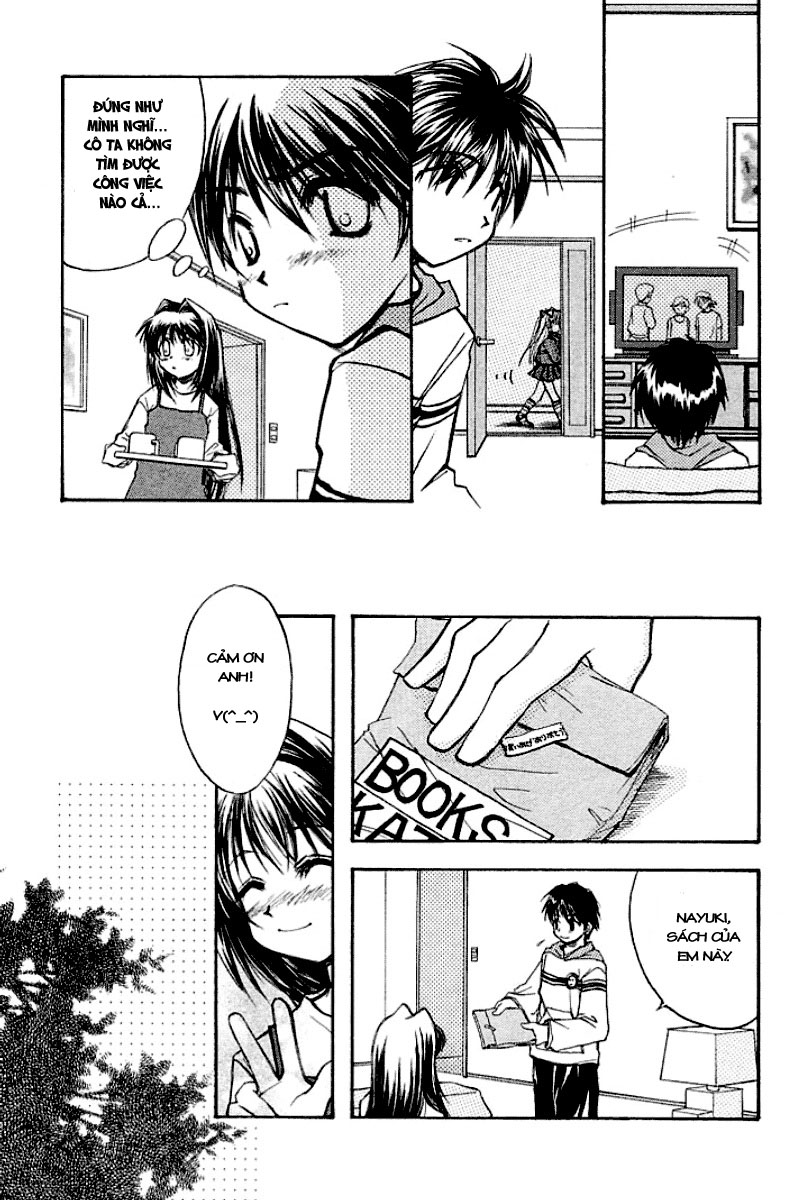 ĐÚNG NHƯ
MÌNH NGHĨ...
CÔ TA KHÔNG
TÌM ĐƯỢC
CÔNG VIỆC
NÀO CẢ...
BOOKS
KAZ
NAYUKI,
SÁCH CỦA
EM NÀY
CẢM ƠN
ANH!
V(^_^)